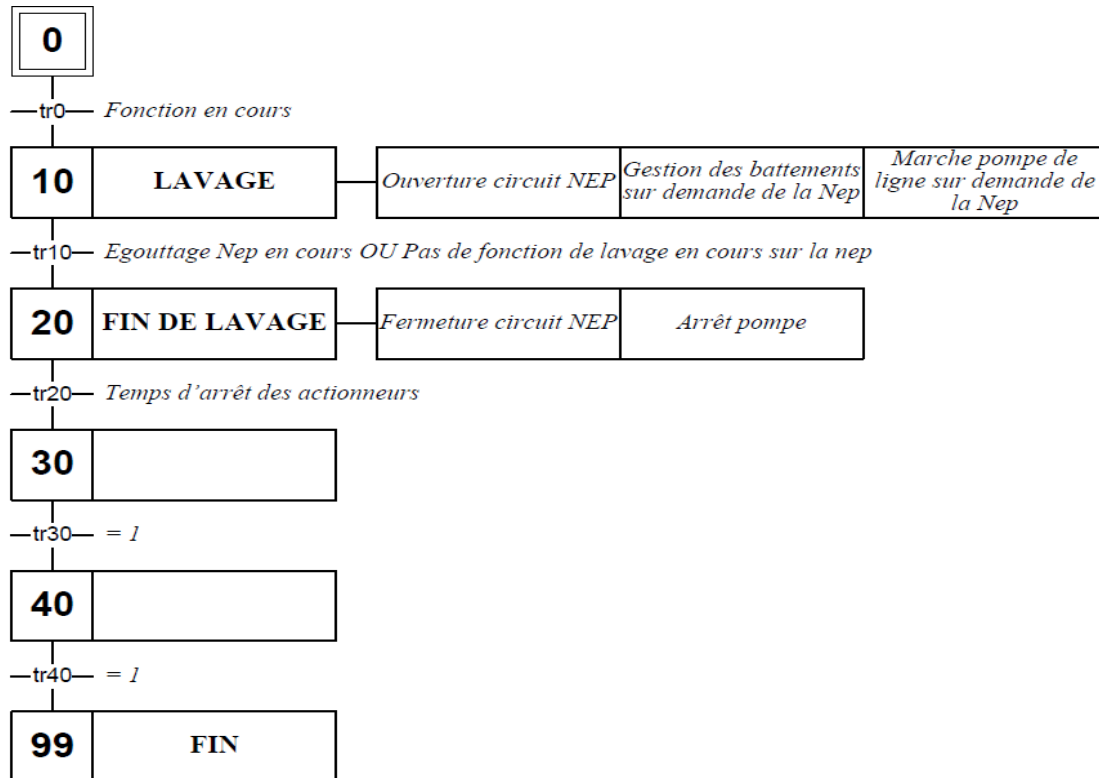 0
tr0 Fonction en cours
10 LAVAGE
Ouverture circuit NEP
Gestion des battements
sur demande de la Nep
Marche pompe de
ligne sur demande de
la Nep
tr10 Egouttage Nep en cours OU Pas de fonction de lavage en cours sur la nep
20 FIN DE LAVAGE
Fermeture circuit NEP
Arrêt pompe
tr20 Temps d'arrêt des actionneurs
30
tr30 = 1
40
tr40 = 1
99 FIN